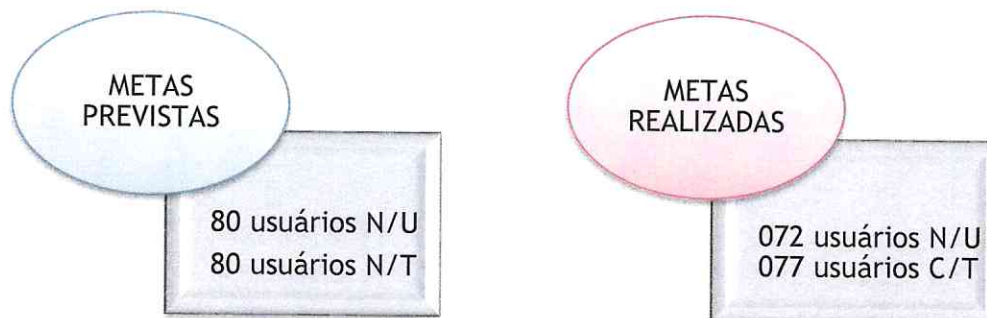 METAS
PREVISTAS
80 usuários N/U
80 usuários N/T
METAS
REALIZADAS
072 usuários N/U
077 usuários C/T